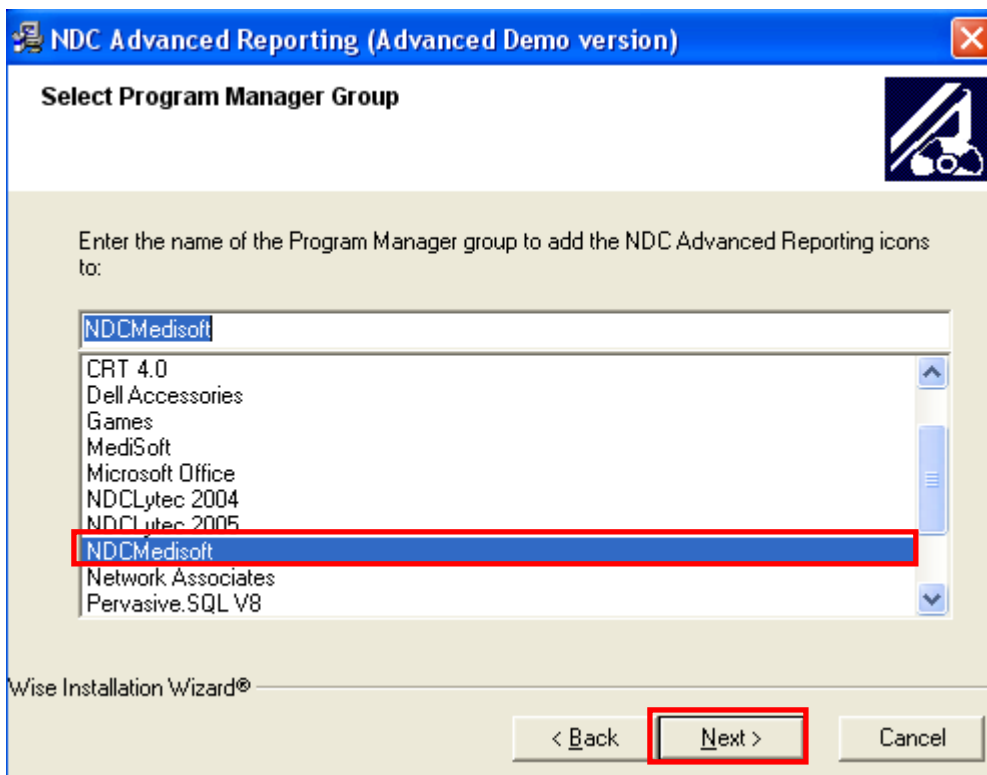 NDC Advanced Reporting (Advanced Demo version)
Select Program Manager Group
Enter the name of the Program Manager group to add the NDC Advanced Reporting icons
to:
NDCMedisoft
CRT 4.0
Dell Accessories
Games
MediSoft
Microsoft Office
NDCLytec 2004
NDCLytec 2005
NDCMedisoft
Network Associates
Pervasive.SQL V8
Wise Installation Wizard®
< Back Next > Cancel